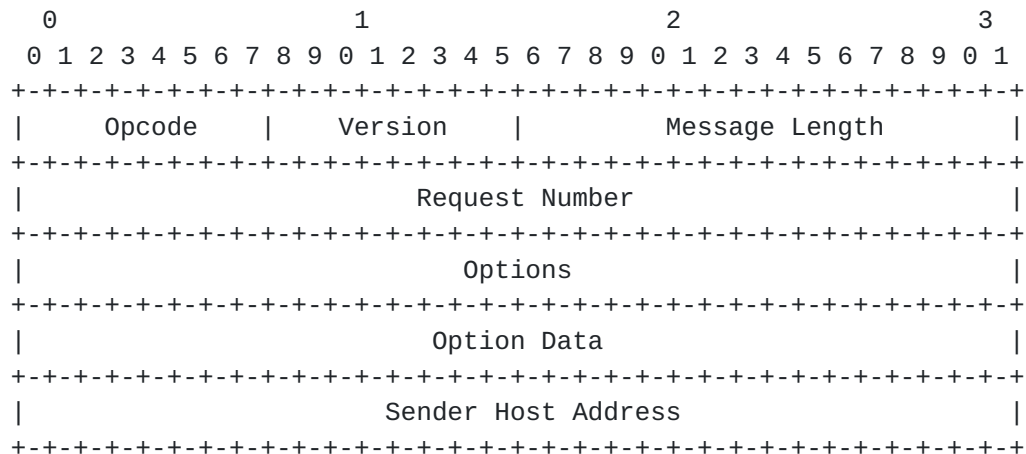 0                   1                   2                   3
 0 1 2 3 4 5 6 7 8 9 0 1 2 3 4 5 6 7 8 9 0 1 2 3 4 5 6 7 8 9 0 1
+-+-+-+-+-+-+-+-+-+-+-+-+-+-+-+-+-+-+-+-+-+-+-+-+-+-+-+-+-+-+-+-+
|     Opcode    |    Version    |         Message Length        |
+-+-+-+-+-+-+-+-+-+-+-+-+-+-+-+-+-+-+-+-+-+-+-+-+-+-+-+-+-+-+-+-+
|                         Request Number                        |
+-+-+-+-+-+-+-+-+-+-+-+-+-+-+-+-+-+-+-+-+-+-+-+-+-+-+-+-+-+-+-+-+
|                            Options                            |
+-+-+-+-+-+-+-+-+-+-+-+-+-+-+-+-+-+-+-+-+-+-+-+-+-+-+-+-+-+-+-+-+
|                          Option Data                          |
+-+-+-+-+-+-+-+-+-+-+-+-+-+-+-+-+-+-+-+-+-+-+-+-+-+-+-+-+-+-+-+-+
|                       Sender Host Address                     |
+-+-+-+-+-+-+-+-+-+-+-+-+-+-+-+-+-+-+-+-+-+-+-+-+-+-+-+-+-+-+-+-+